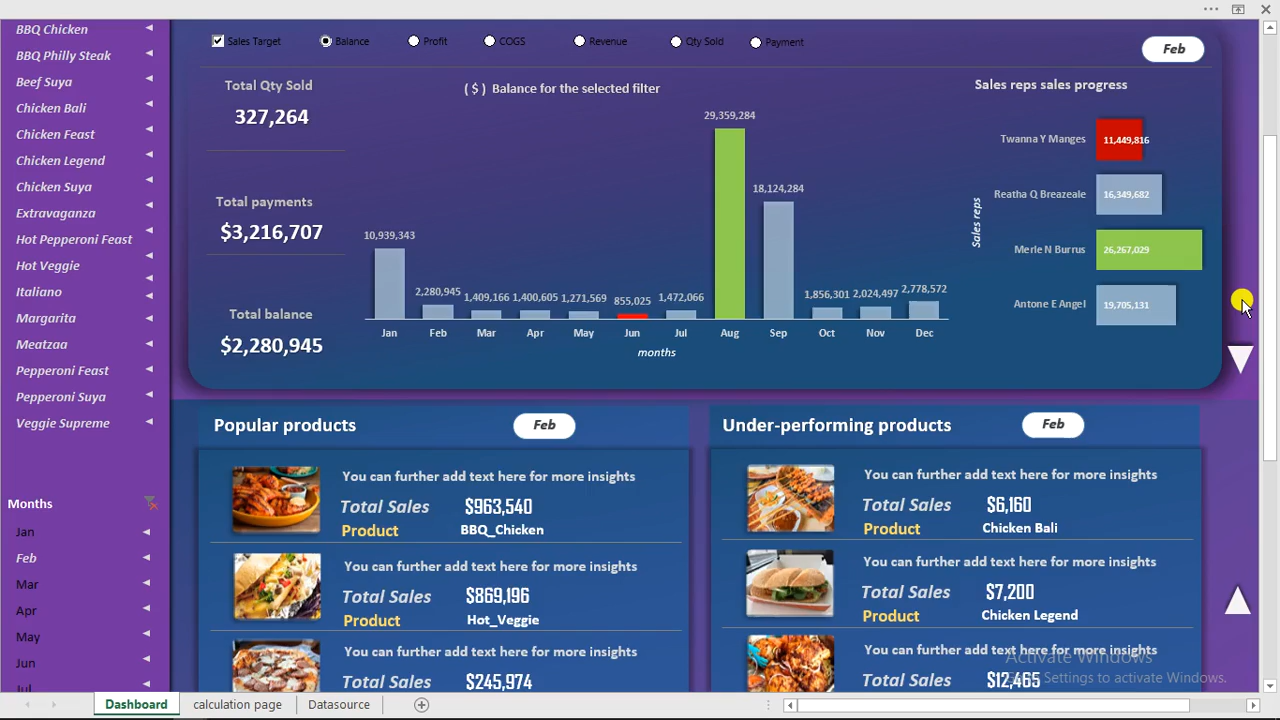 BBQ Chicken
BBQ Philly Steak
Beef Suya
Chicken Bali
Chicken Feast
Chicken Legend
Chicken Suya
Extravaganza
Hot Pepperoni Feast
Hot Veggie
Italiano
Margarita
Meatzaa
Pepperoni Feast
Pepperoni Suya
Veggie Supreme
Months
Jan
Feb
Mar
Apr
May
Jun
Jul
Sales Target Balance Profit COGS Revenue Qty Sold Payment
Feb
Total Qty Sold
327,264
Total payments
$3,216,707
Total balance
$2,280,945
( $ ) Balance for the selected filter
29,359,284
18,124,284
10,939,343
2,280,945 1,409,166 1,400,605 1,271,569 855,025 1,472,066 1,856,301 2,024,497 2,778,572
Jan Feb Mar Apr May Jun Jul Aug Sep Oct Nov Dec
months
Sales reps sales progress
Sales reps
Twanna Y Manges 11,449,816
Reatha Q Breazeale 16,349,682
Merle N Burrus 26,267,029
Antone E Angel 19,705,131
Popular products Feb
You can further add text here for more insights
Total Sales $963,540
Product BBQ_Chicken
You can further add text here for more insights
Total Sales $869,196
Product Hot_Veggie
You can further add text here for more insights
Total Sales $245,974
Under-performing products Feb
You can further add text here for more insights
Total Sales $6,160
Product Chicken Bali
You can further add text here for more insights
Total Sales $7,200
Product Chicken Legend
You can further add text here for more insights
Total Sales $12,465
Activate Windows
Settings to activate Windows.
Dashboard calculation page Datasource